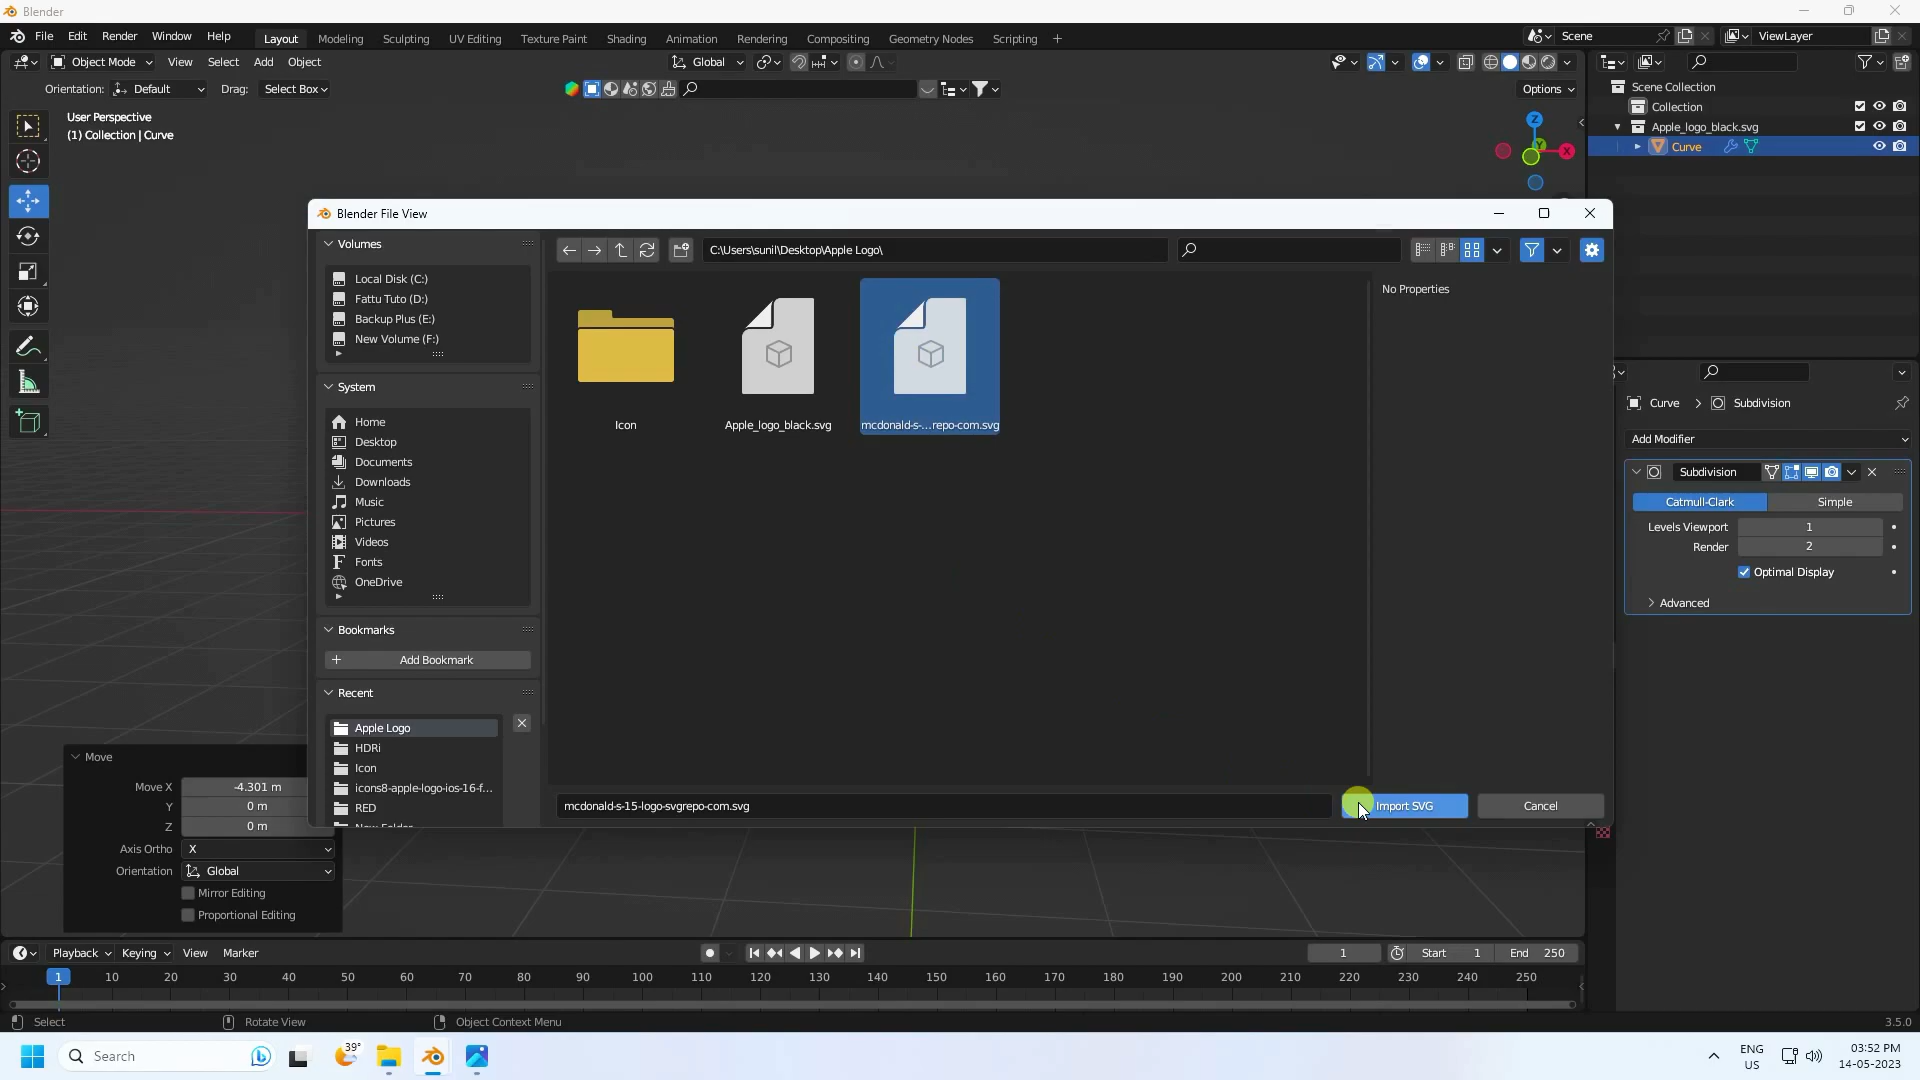 Blender
File Edit Render Window Help
Layout Modeling Sculpting UV Editing Texture Paint Shading Animation Rendering Compositing Geometry Nodes Scripting +
Scene
ViewLayer
Object Mode View Select Add Object
Global
Orientation: Default Drag: Select Box
Options
User Perspective
(1) Collection | Curve
Z
Y
X
Scene Collection
Collection
Apple_logo_black.svg
Curve
Blender File View
Volumes
Local Disk (C:)
Fattu Tuto (D:)
Backup Plus (E:)
New Volume (F:)
System
Home
Desktop
Documents
Downloads
Music
Pictures
Videos
Fonts
OneDrive
Bookmarks
Add Bookmark
Recent
Apple Logo
HDRi
Icon
icons8-apple-logo-ios-16-f...
RED
C:\Users\sunil\Desktop\Apple Logo\
Icon
Apple_logo_black.svg
mcdonald-s-...repo-com.svg
No Properties
mcdonald-s-15-logo-svgrepo-com.svg
Import SVG
Cancel
Curve > Subdivision
Add Modifier
Subdivision
Catmull-Clark Simple
Levels Viewport 1
Render 2
Optimal Display
Advanced
Move
Move X -4.301 m
Y 0 m
Z 0 m
Axis Ortho X
Orientation Global
Mirror Editing
Proportional Editing
Playback Keying View Marker
1 Start 1 End 250
1 10 20 30 40 50 60 70 80 90 100 110 120 130 140 150 160 170 180 190 200 210 220 230 240 250
Select Rotate View Object Context Menu
3.5.0
Search
39°
ENG
US
03:52 PM
14-05-2023